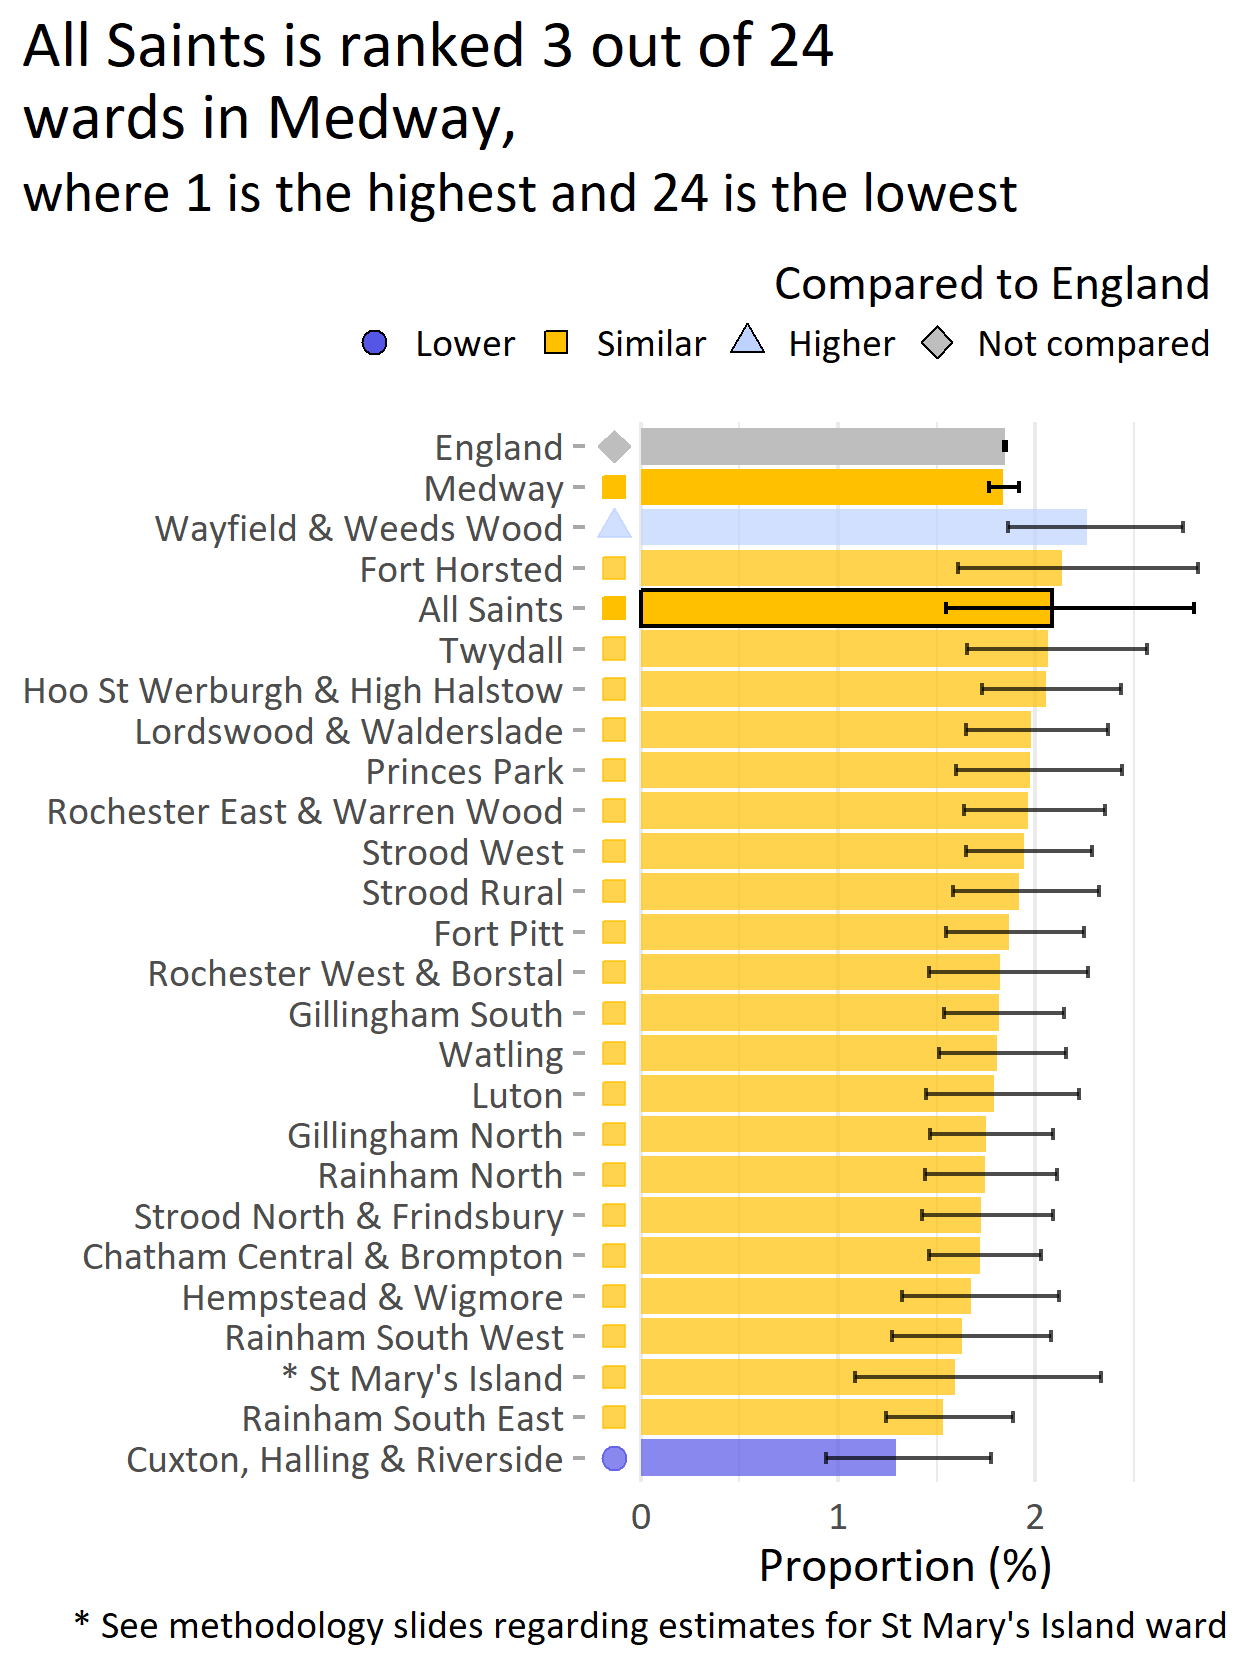 All Saints is ranked 3 out of 24
wards in Medway,
where 1 is the highest and 24 is the lowest
Compared to England
Lower Similar Higher Not compared
England
Medway
Wayfield & Weeds Wood
Fort Horsted
All Saints
Twydall
Hoo St Werburgh & High Halstow
Lordswood & Walderslade
Princes Park
Rochester East & Warren Wood
Strood West
Strood Rural
Fort Pitt
Rochester West & Borstal
Gillingham South
Watling
Luton
Gillingham North
Rainham North
Strood North & Frindsbury
Chatham Central & Brompton
Hempstead & Wigmore
Rainham South West
* St Mary's Island
Rainham South East
Cuxton, Halling & Riverside
0 1 2
Proportion (%)
* See methodology slides regarding estimates for St Mary's Island ward